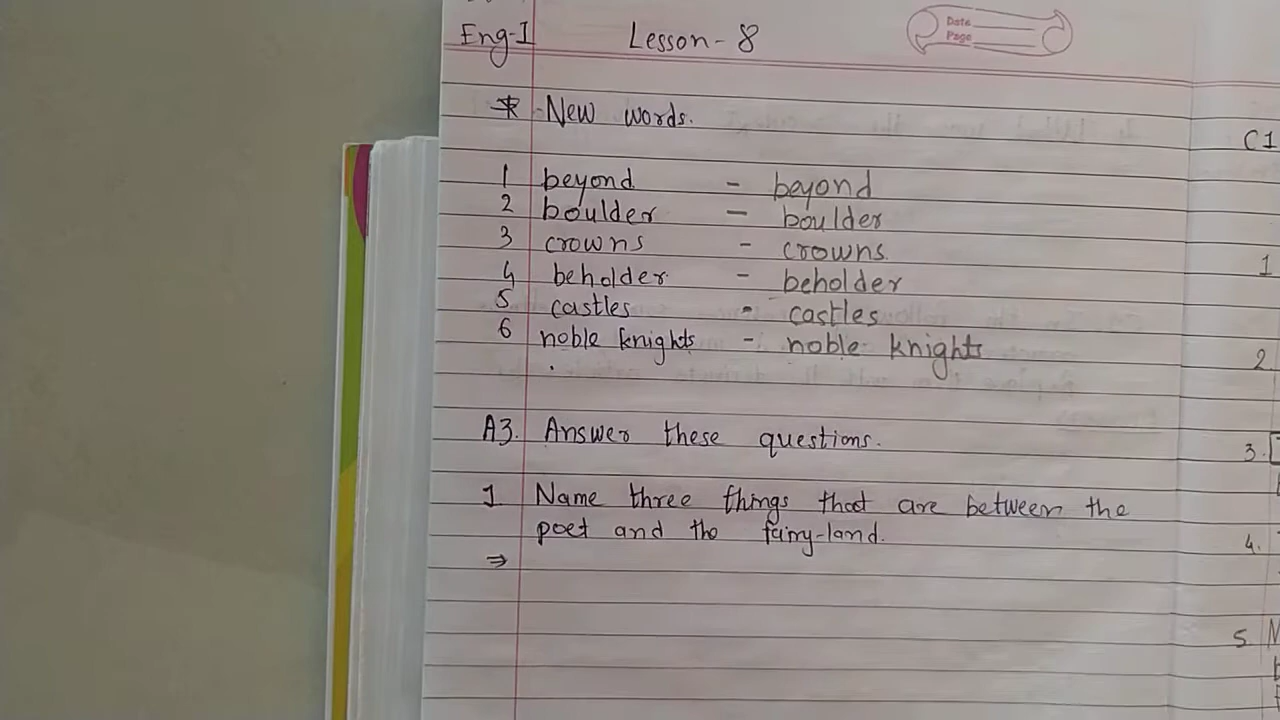 Eng-I Lesson-8
Date
Page
* New words.
1 beyond - beyond
2 boulder - boulder
3 crowns - crowns
4 beholder - beholder
5 castles - castles
6 noble knights - noble knights
A3. Answer these questions.
1 Name three things that are between the
poet and the fairy-land.
⇒
C1
1
2
3.
4.
5